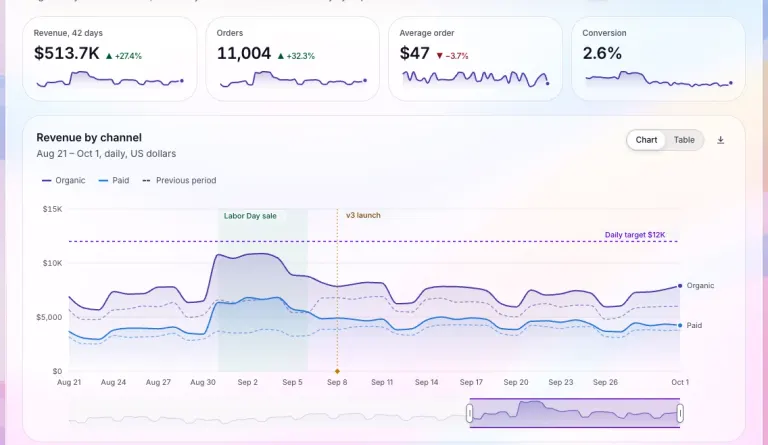 Revenue, 42 days
$513.7K ▲ +27.4%
Orders
11,004 ▲ +32.3%
Average order
$47 ▼ −3.7%
Conversion
2.6%
Revenue by channel
Aug 21 – Oct 1, daily, US dollars
Chart Table
Organic Paid Previous period
$15K
Labor Day sale
v3 launch
Daily target $12K
$10K
Organic
$5,000
Paid
$0
Aug 21 Aug 24 Aug 27 Aug 30 Sep 2 Sep 5 Sep 8 Sep 11 Sep 14 Sep 17 Sep 20 Sep 23 Sep 26 Oct 1